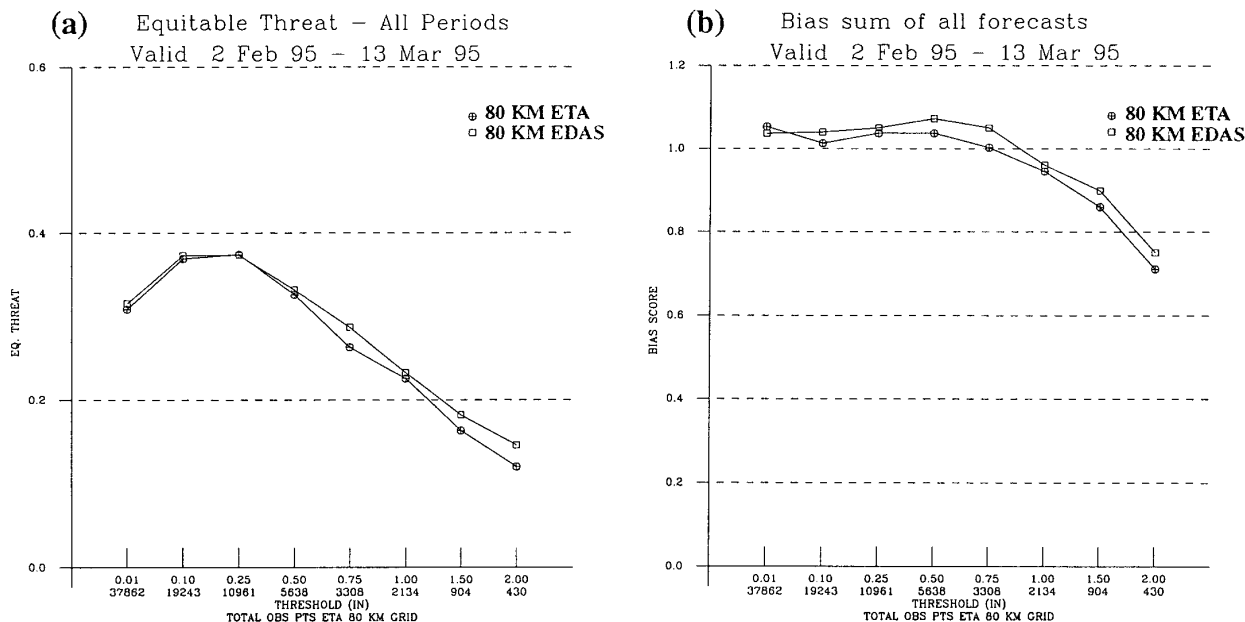 (a)
Equitable Threat – All Periods
Valid 2 Feb 95 – 13 Mar 95
0.6
0.4
0.2
0.0
EQ. THREAT
80 KM ETA
80 KM EDAS
0.01 0.10 0.25 0.50 0.75 1.00 1.50 2.00
37862 19243 10961 5638 3308 2134 904 430
THRESHOLD (IN)
TOTAL OBS PTS ETA 80 KM GRID
(b)
Bias sum of all forecasts
Valid 2 Feb 95 – 13 Mar 95
1.2
1.0
0.8
0.6
0.4
0.2
0.0
BIAS SCORE
80 KM ETA
80 KM EDAS
0.01 0.10 0.25 0.50 0.75 1.00 1.50 2.00
37862 19243 10961 5638 3308 2134 904 430
THRESHOLD (IN)
TOTAL OBS PTS ETA 80 KM GRID